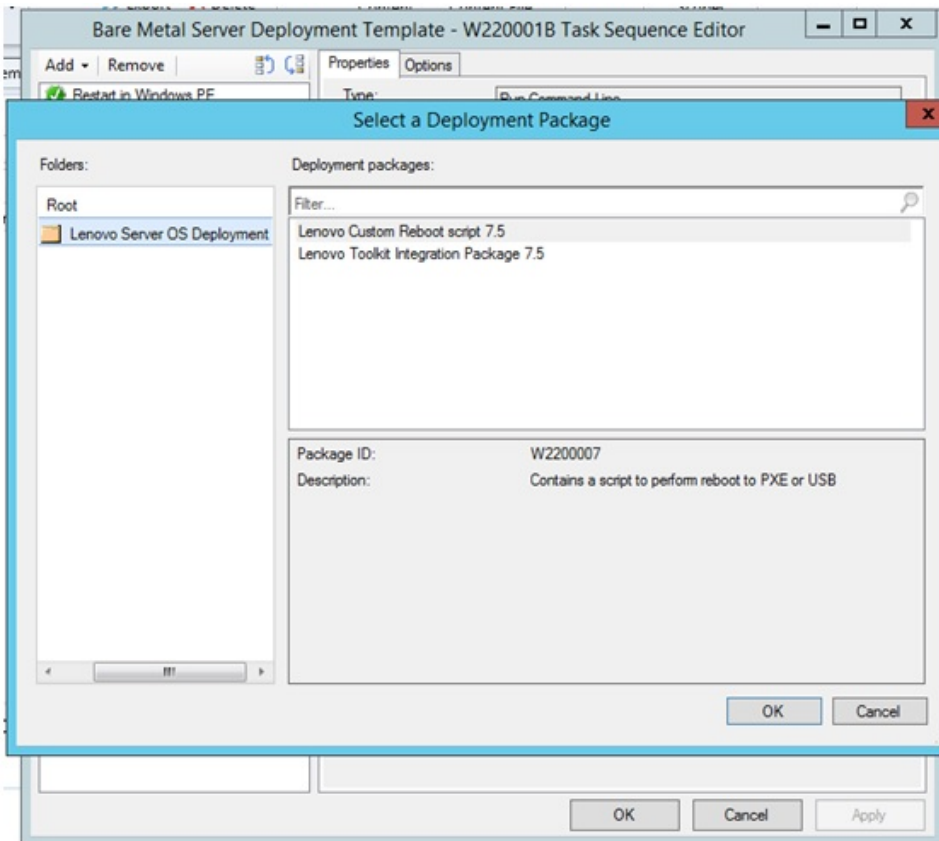 Bare Metal Server Deployment Template - W220001B Task Sequence Editor
Add Remove
Properties Options
Restart in Windows PE
Type: Run Command Line
Select a Deployment Package
Folders:
Deployment packages:
Root
Filter...
Lenovo Server OS Deployment
Lenovo Custom Reboot script 7.5
Lenovo Toolkit Integration Package 7.5
Package ID: W2200007
Description: Contains a script to perform reboot to PXE or USB
OK Cancel
OK Cancel Apply